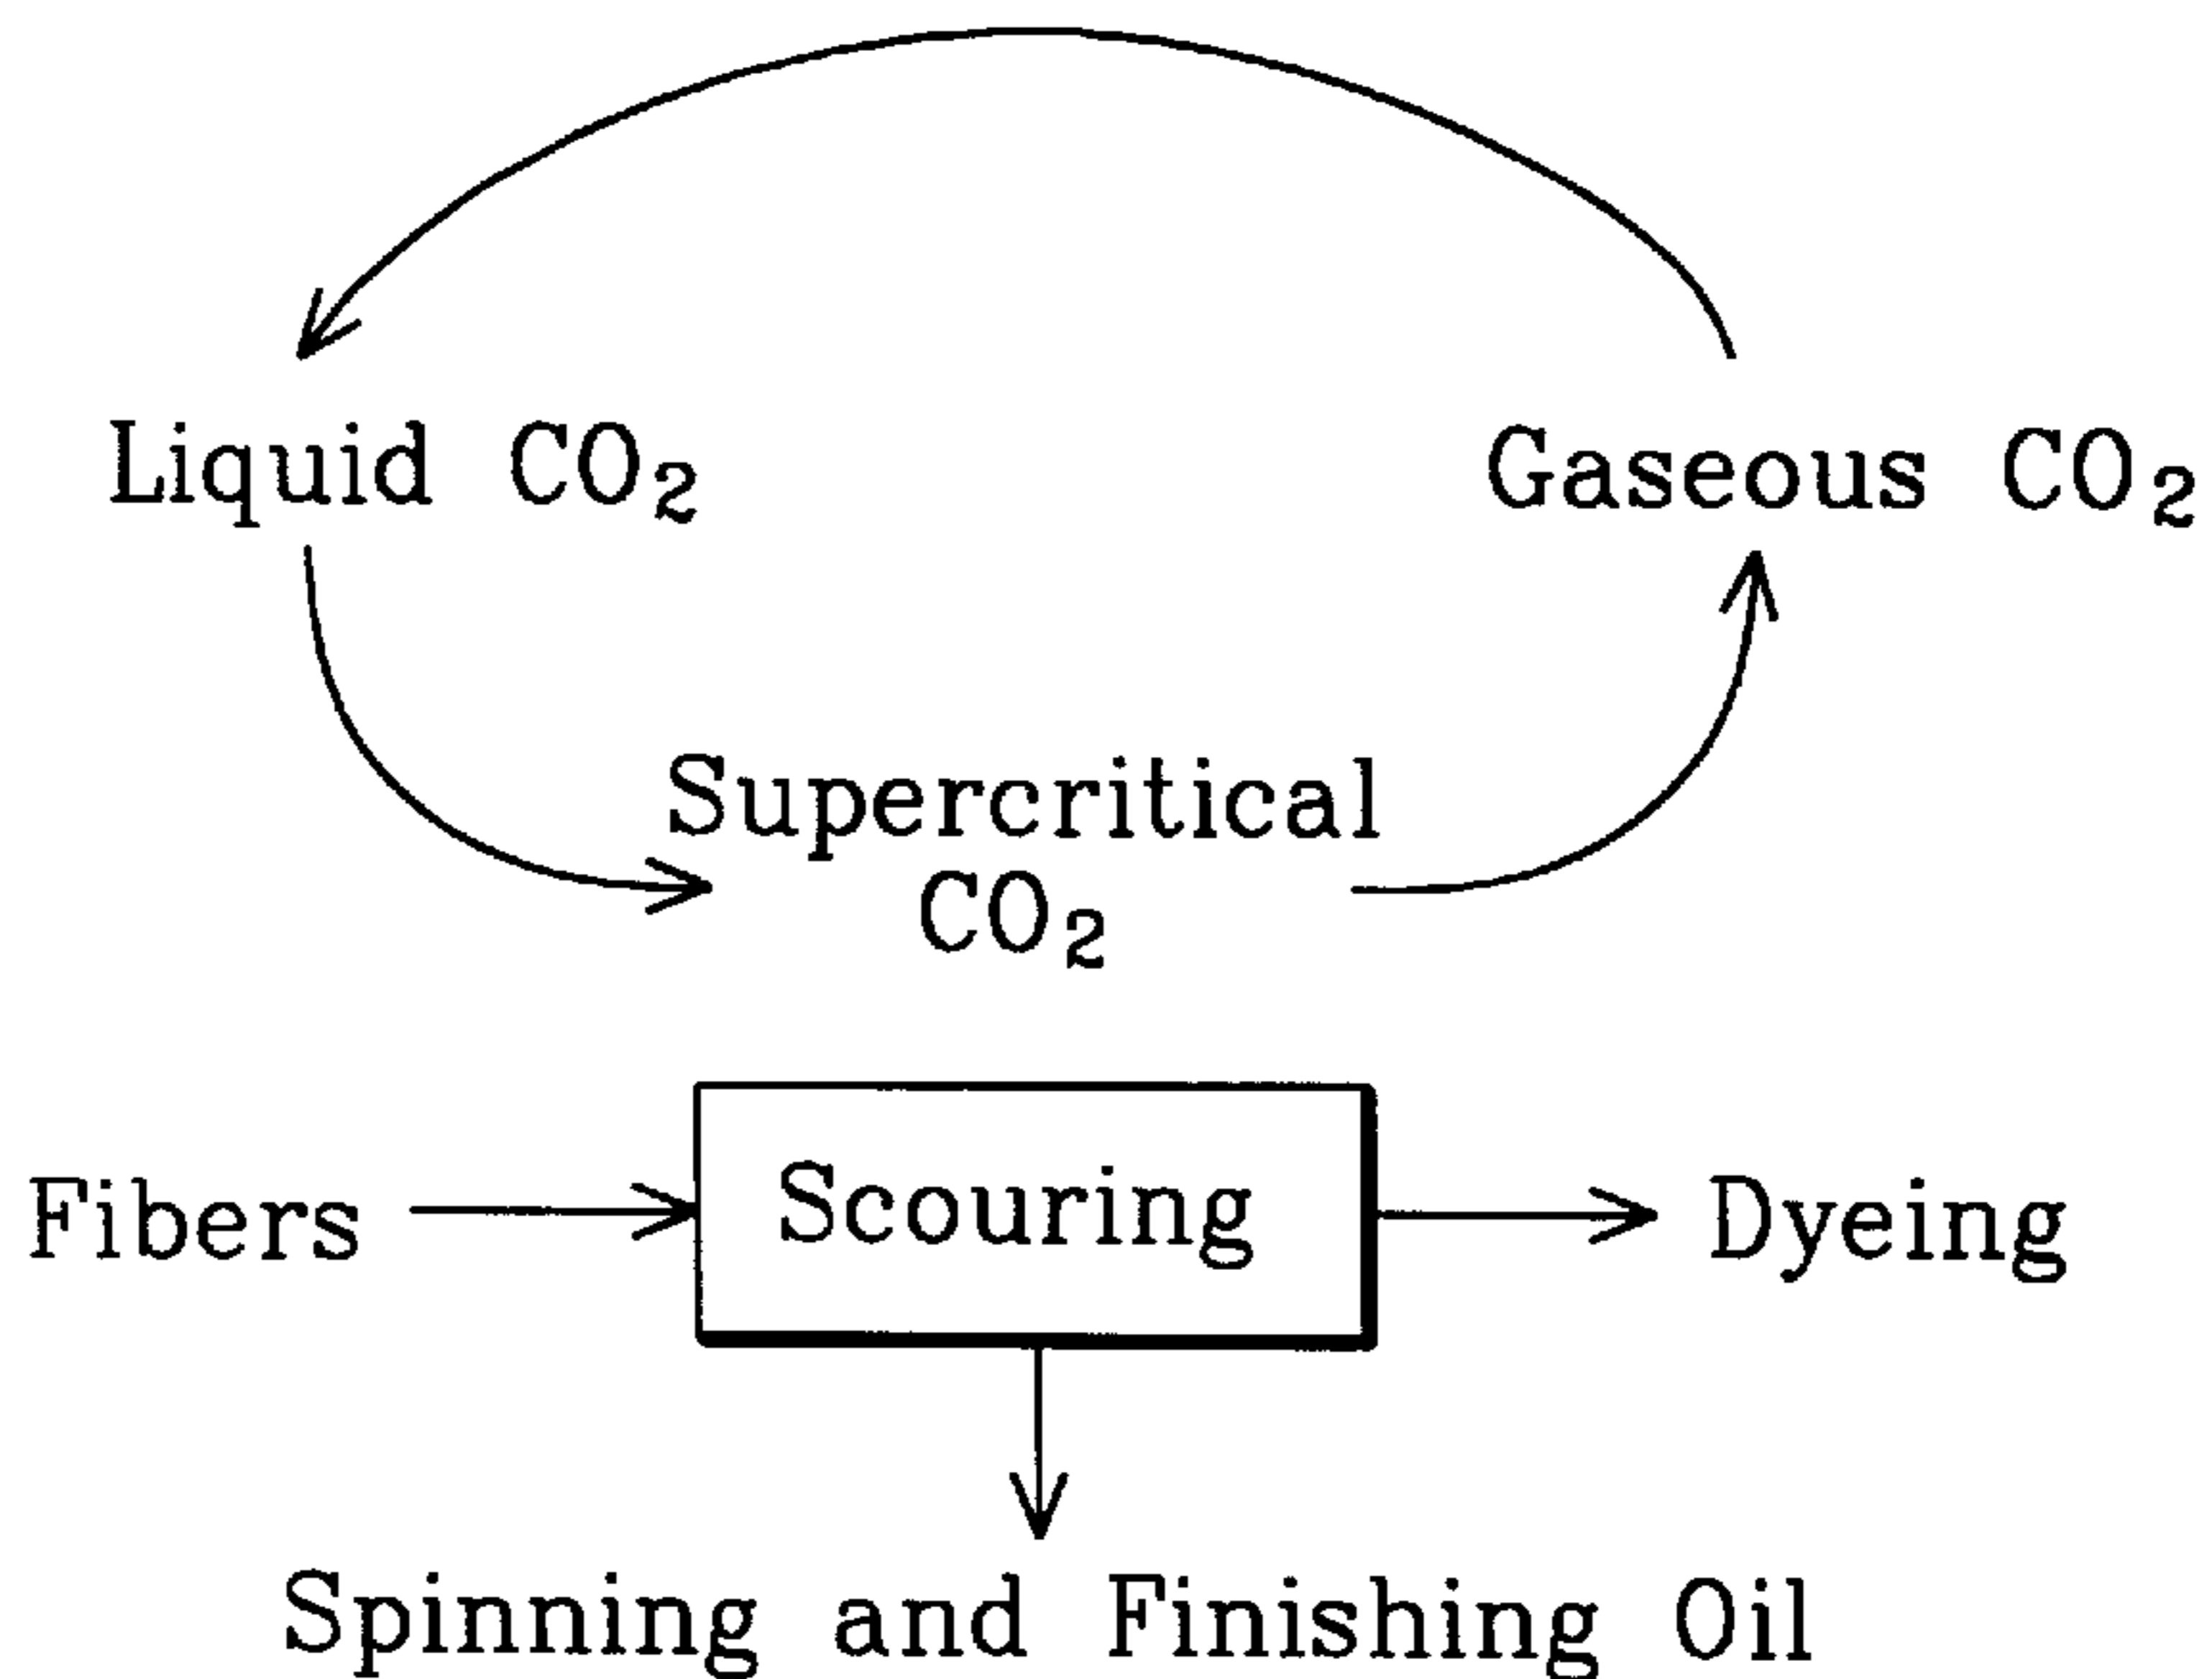 Liquid CO₂
Gaseous CO₂
Supercritical
CO₂
Fibers
Scouring
Dyeing
Spinning and Finishing Oil